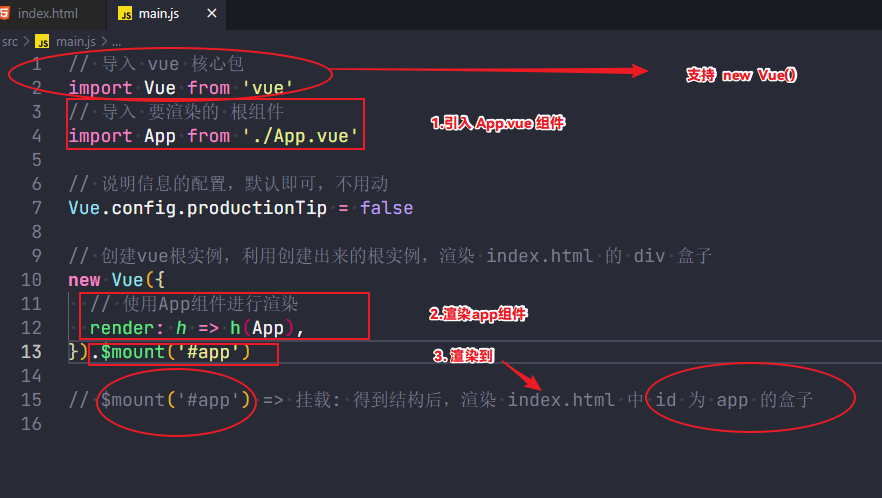 index.html
JS main.js ×
src > JS main.js > ...
1 // 导入 vue 核心包
2 import Vue from 'vue'
支持 new Vue()
3 // 导入 要渲染的 根组件
4 import App from './App.vue'
1.引入 App.vue 组件
5
6 // 说明信息的配置，默认即可，不用动
7 Vue.config.productionTip = false
8
9 // 创建vue根实例，利用创建出来的根实例，渲染 index.html 的 div 盒子
10 new Vue({
11 // 使用App组件进行渲染
12 render: h => h(App),
2.渲染app组件
13 }).$mount('#app')
3. 渲染到
14
15 // $mount('#app') => 挂载: 得到结构后，渲染 index.html 中 id 为 app 的盒子
16